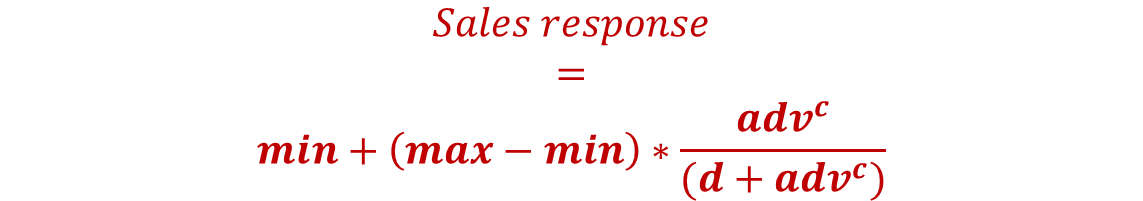 Sales response
=
min + (max − min) * adv^c / (d + adv^c)